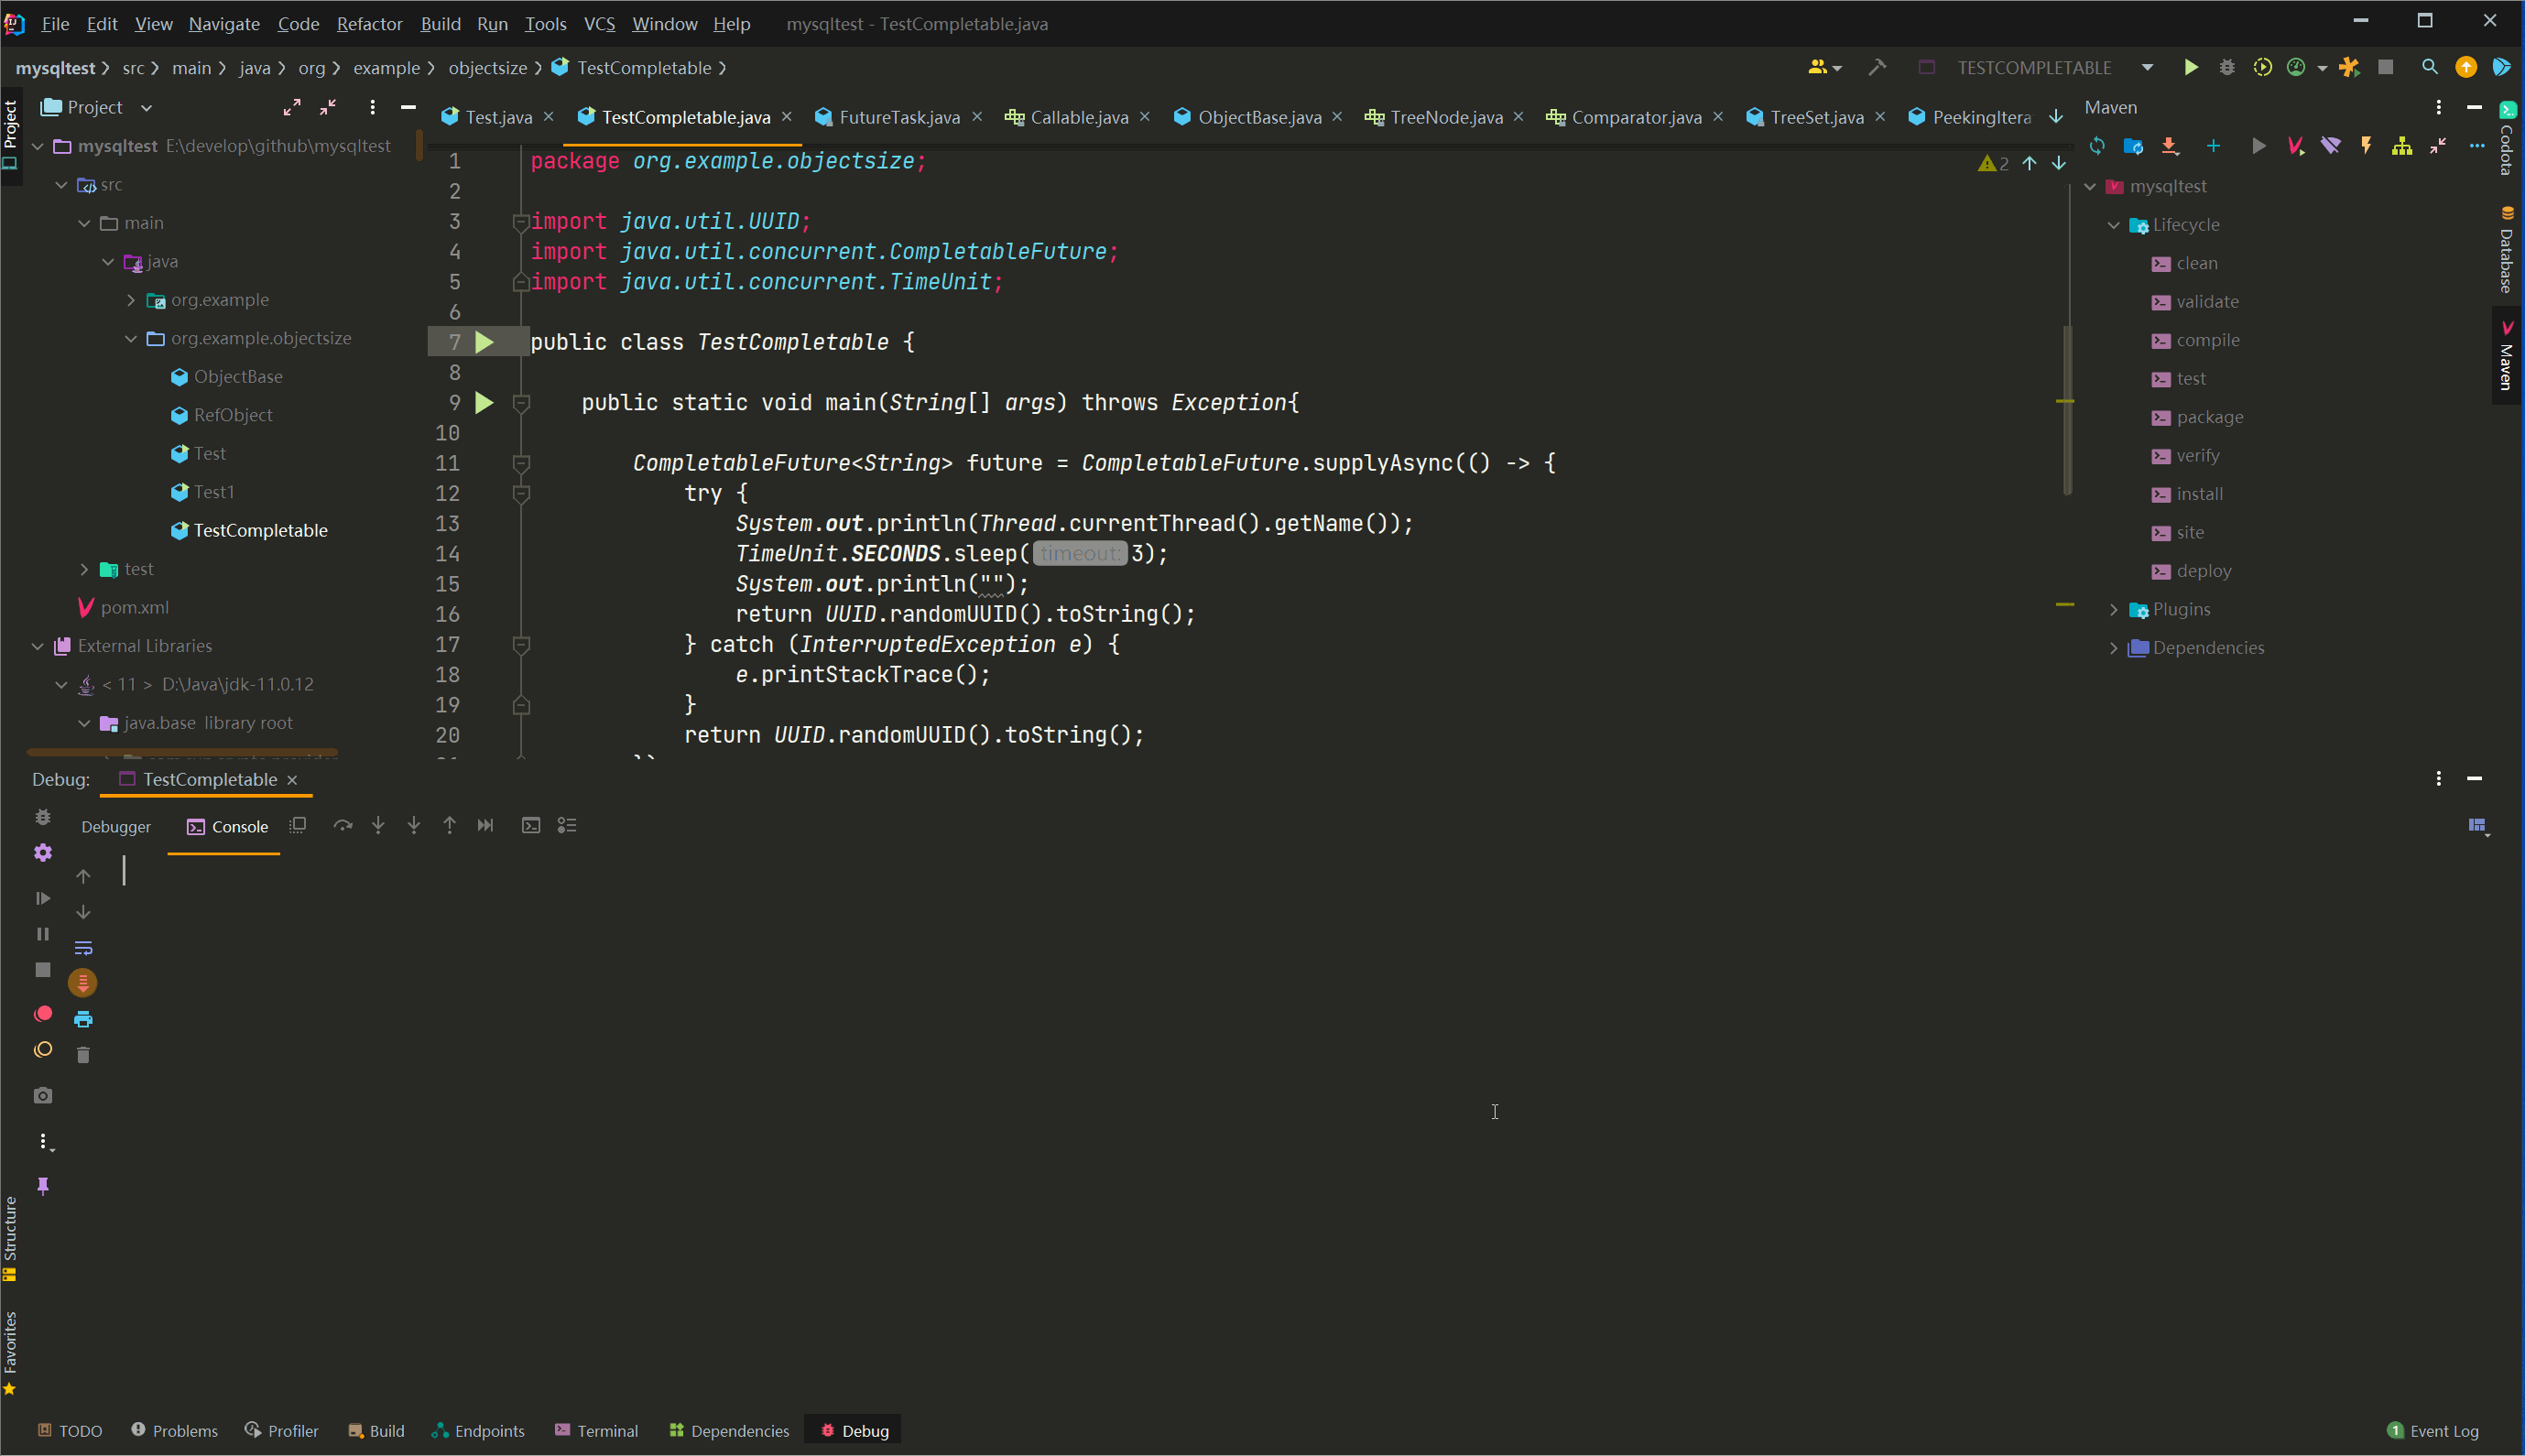 File Edit View Navigate Code Refactor Build Run Tools VCS Window Help mysqltest - TestCompletable.java
mysqltest src main java org example objectsize TestCompletable TESTCOMPLETABLE
Project
Project
mysqltest E:\develop\github\mysqltest
src
main
java
org.example
org.example.objectsize
ObjectBase
RefObject
Test
Test1
TestCompletable
test
pom.xml
External Libraries
< 11 > D:\Java\jdk-11.0.12
java.base library root
Test.java TestCompletable.java FutureTask.java Callable.java ObjectBase.java TreeNode.java Comparator.java TreeSet.java PeekingItera
2
1 package org.example.objectsize;
2
3 import java.util.UUID;
4 import java.util.concurrent.CompletableFuture;
5 import java.util.concurrent.TimeUnit;
6
7 public class TestCompletable {
8
9 public static void main(String[] args) throws Exception{
10
11 CompletableFuture<String> future = CompletableFuture.supplyAsync(() -> {
12 try {
13 System.out.println(Thread.currentThread().getName());
14 TimeUnit.SECONDS.sleep( timeout: 3);
15 System.out.println("");
16 return UUID.randomUUID().toString();
17 } catch (InterruptedException e) {
18 e.printStackTrace();
19 }
20 return UUID.randomUUID().toString();
Maven
mysqltest
Lifecycle
clean
validate
compile
test
package
verify
install
site
deploy
Plugins
Dependencies
Codota
Database
Maven
Debug: TestCompletable
Debugger Console
Structure
Favorites
TODO Problems Profiler Build Endpoints Terminal Dependencies Debug 1 Event Log